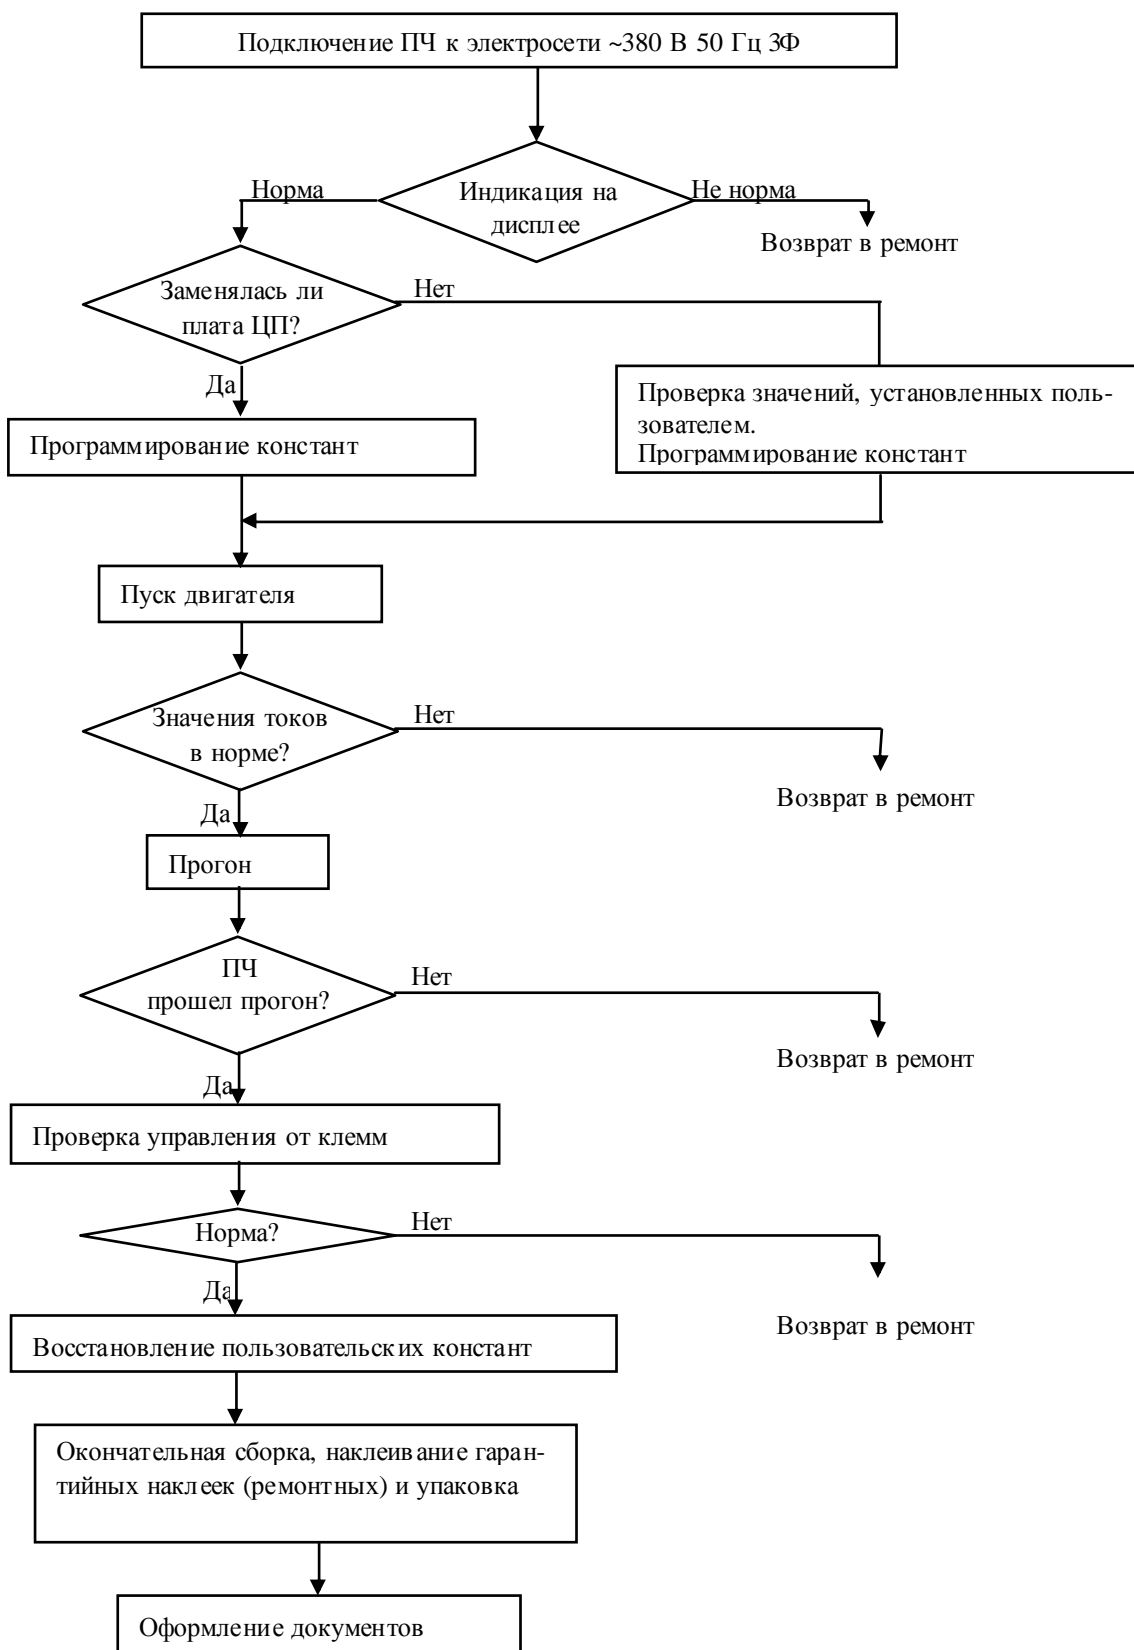 Подключение ПЧ к электросети ~380 В 50 Гц 3Ф
Индикация на
дисплее
Норма
Не норма
Возврат в ремонт
Заменялась ли
плата ЦП?
Нет
Да
Проверка значений, установленных поль-
зователем.
Программирование констант
Программирование констант
Пуск двигателя
Значения токов
в норме?
Нет
Возврат в ремонт
Да
Прогон
ПЧ
прошел прогон?
Нет
Возврат в ремонт
Да
Проверка управления от клемм
Норма?
Нет
Возврат в ремонт
Да
Восстановление пользовательских констант
Окончательная сборка, наклеивание гаран-
тийных наклеек (ремонтных) и упаковка
Оформление документов